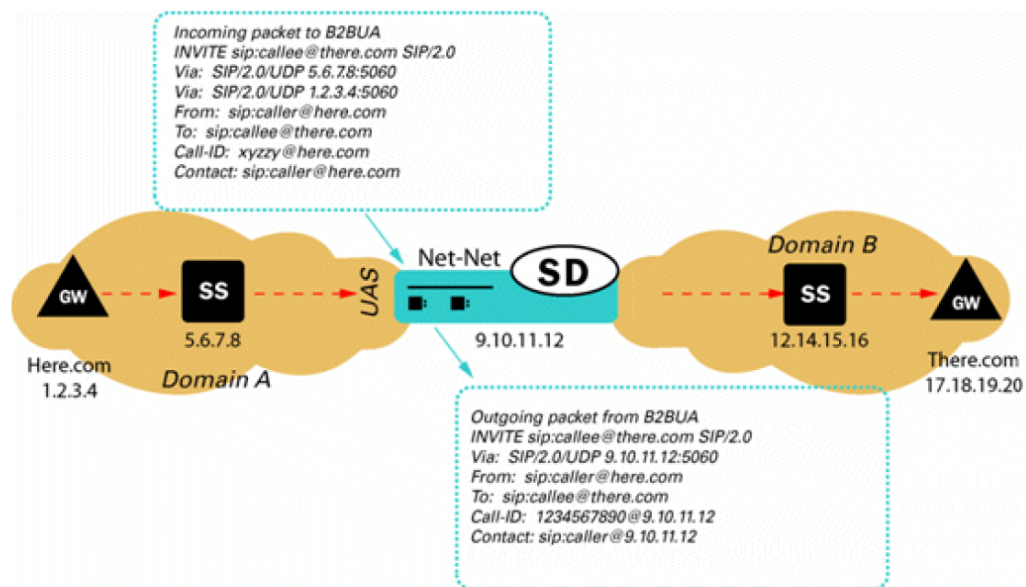 Incoming packet to B2BUA
INVITE sip:callee@there.com SIP/2.0
Via: SIP/2.0/UDP 5.6.7.8:5060
Via: SIP/2.0/UDP 1.2.3.4:5060
From: sip:caller@here.com
To: sip:callee@there.com
Call-ID: xyzzy@here.com
Contact: sip:caller@here.com
Domain B
Net-Net
SD
UAS
GW
SS
SS
GW
5.6.7.8
9.10.11.12
12.14.15.16
Here.com
1.2.3.4
Domain A
There.com
17.18.19.20
Outgoing packet from B2BUA
INVITE sip:callee@there.com SIP/2.0
Via: SIP/2.0/UDP 9.10.11.12:5060
From: sip:caller@here.com
To: sip:callee@there.com
Call-ID: 1234567890@9.10.11.12
Contact: sip:caller@9.10.11.12